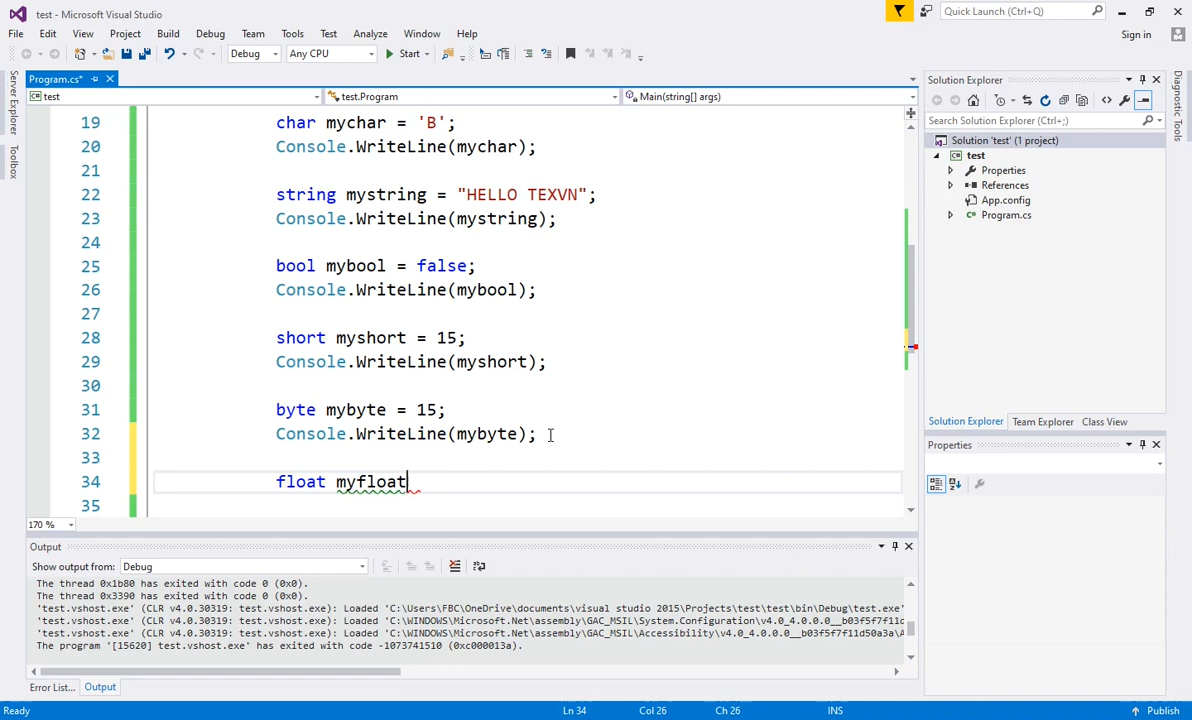 test - Microsoft Visual Studio
Quick Launch (Ctrl+Q)
File Edit View Project Build Debug Team Tools Test Analyze Window Help
Sign in
Debug Any CPU Start
Server Explorer
Toolbox
Program.cs*
test test.Program Main(string[] args)
19 char mychar = 'B';
20 Console.WriteLine(mychar);
21
22 string mystring = "HELLO TEXVN";
23 Console.WriteLine(mystring);
24
25 bool mybool = false;
26 Console.WriteLine(mybool);
27
28 short myshort = 15;
29 Console.WriteLine(myshort);
30
31 byte mybyte = 15;
32 Console.WriteLine(mybyte);
33
34 float myfloat
35
170 %
Output
Show output from: Debug
The thread 0x1b80 has exited with code 0 (0x0).
The thread 0x3390 has exited with code 0 (0x0).
'test.vshost.exe' (CLR v4.0.30319: test.vshost.exe): Loaded 'C:\Users\FBC\OneDrive\documents\visual studio 2015\Projects\test\test\bin\Debug\test.exe'
'test.vshost.exe' (CLR v4.0.30319: test.vshost.exe): Loaded 'C:\WINDOWS\Microsoft.Net\assembly\GAC_MSIL\System.Configuration\v4.0_4.0.0.0__b03f5f7f11d
'test.vshost.exe' (CLR v4.0.30319: test.vshost.exe): Loaded 'C:\WINDOWS\Microsoft.Net\assembly\GAC_MSIL\Accessibility\v4.0_4.0.0.0__b03f5f7f11d50a3a\A
The program '[15620] test.vshost.exe' has exited with code -1073741510 (0xc000013a).
Error List... Output
Solution Explorer
Search Solution Explorer (Ctrl+;)
Solution 'test' (1 project)
test
Properties
References
App.config
Program.cs
Solution Explorer Team Explorer Class View
Properties
Diagnostic Tools
Ready Ln 34 Col 26 Ch 26 INS Publish